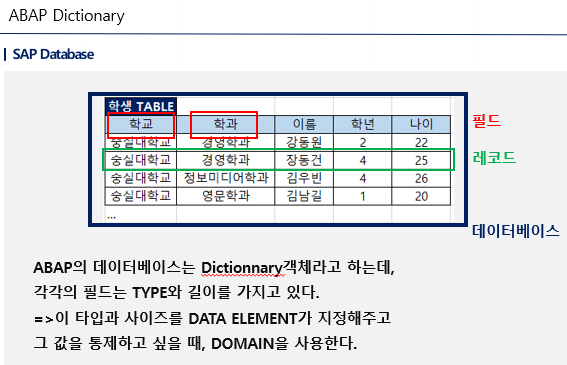 ABAP Dictionary
SAP Database
학생 TABLE
학교 학과 이름 학년 나이
숭실대학교 경영학과 강동원 2 22
숭실대학교 경영학과 장동건 4 25
숭실대학교 정보미디어학과 김우빈 4 26
숭실대학교 영문학과 김남길 1 20
...
필드
레코드
데이터베이스
ABAP의 데이터베이스는 Dictionnary객체라고 하는데,
각각의 필드는 TYPE와 길이를 가지고 있다.
=>이 타입과 사이즈를 DATA ELEMENT가 지정해주고
그 값을 통제하고 싶을 때, DOMAIN을 사용한다.